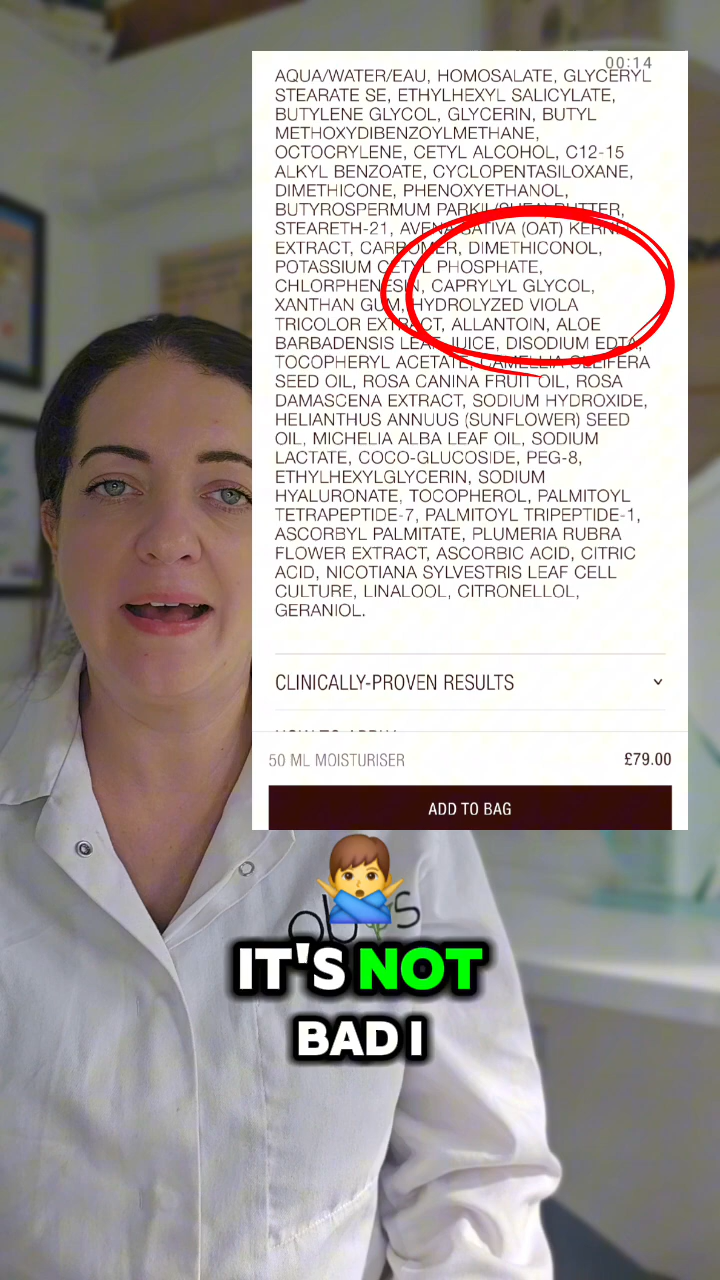 00:14
AQUA/WATER/EAU, HOMOSALATE, GLYCERYL
STEARATE SE, ETHYLHEXYL SALICYLATE,
BUTYLENE GLYCOL, GLYCERIN, BUTYL
METHOXYDIBENZOYLMETHANE,
OCTOCRYLENE, CETYL ALCOHOL, C12-15
ALKYL BENZOATE, CYCLOPENTASILOXANE,
DIMETHICONE, PHENOXYETHANOL,
BUTYROSPERMUM PARKII/(SHEA) BUTTER,
STEARETH-21, AVENA SATIVA (OAT) KERNEL
EXTRACT, CARBOMER, DIMETHICONOL,
POTASSIUM CETYL PHOSPHATE,
CHLORPHENESIN, CAPRYLYL GLYCOL,
XANTHAN GUM, HYDROLYZED VIOLA
TRICOLOR EXTRACT, ALLANTOIN, ALOE
BARBADENSIS LEAF JUICE, DISODIUM EDTA,
TOCOPHERYL ACETATE, CAMELLIA OLEIFERA
SEED OIL, ROSA CANINA FRUIT OIL, ROSA
DAMASCENA EXTRACT, SODIUM HYDROXIDE,
HELIANTHUS ANNUUS (SUNFLOWER) SEED
OIL, MICHELIA ALBA LEAF OIL, SODIUM
LACTATE, COCO-GLUCOSIDE, PEG-8,
ETHYLHEXYLGLYCERIN, SODIUM
HYALURONATE, TOCOPHEROL, PALMITOYL
TETRAPEPTIDE-7, PALMITOYL TRIPEPTIDE-1,
ASCORBYL PALMITATE, PLUMERIA RUBRA
FLOWER EXTRACT, ASCORBIC ACID, CITRIC
ACID, NICOTIANA SYLVESTRIS LEAF CELL
CULTURE, LINALOOL, CITRONELLOL,
GERANIOL.
CLINICALLY-PROVEN RESULTS
50 ML MOISTURISER £79.00
ADD TO BAG
IT'S NOT
BAD I